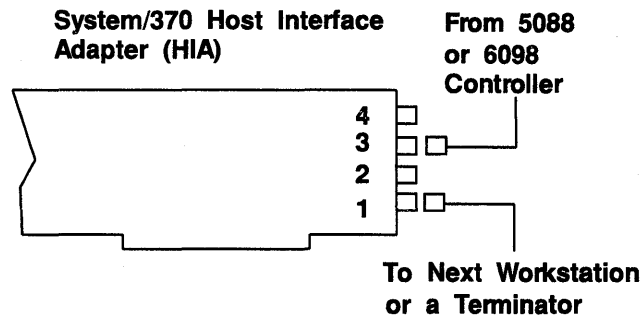 System/370 Host Interface
Adapter (HIA)
From 5088
or 6098
Controller
4
3
2
1
To Next Workstation
or a Terminator